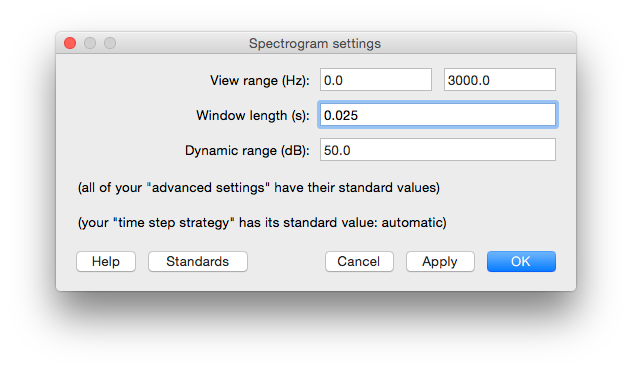 Spectrogram settings
View range (Hz): 0.0 3000.0
Window length (s): 0.025
Dynamic range (dB): 50.0
(all of your "advanced settings" have their standard values)
(your "time step strategy" has its standard value: automatic)
Help Standards Cancel Apply OK